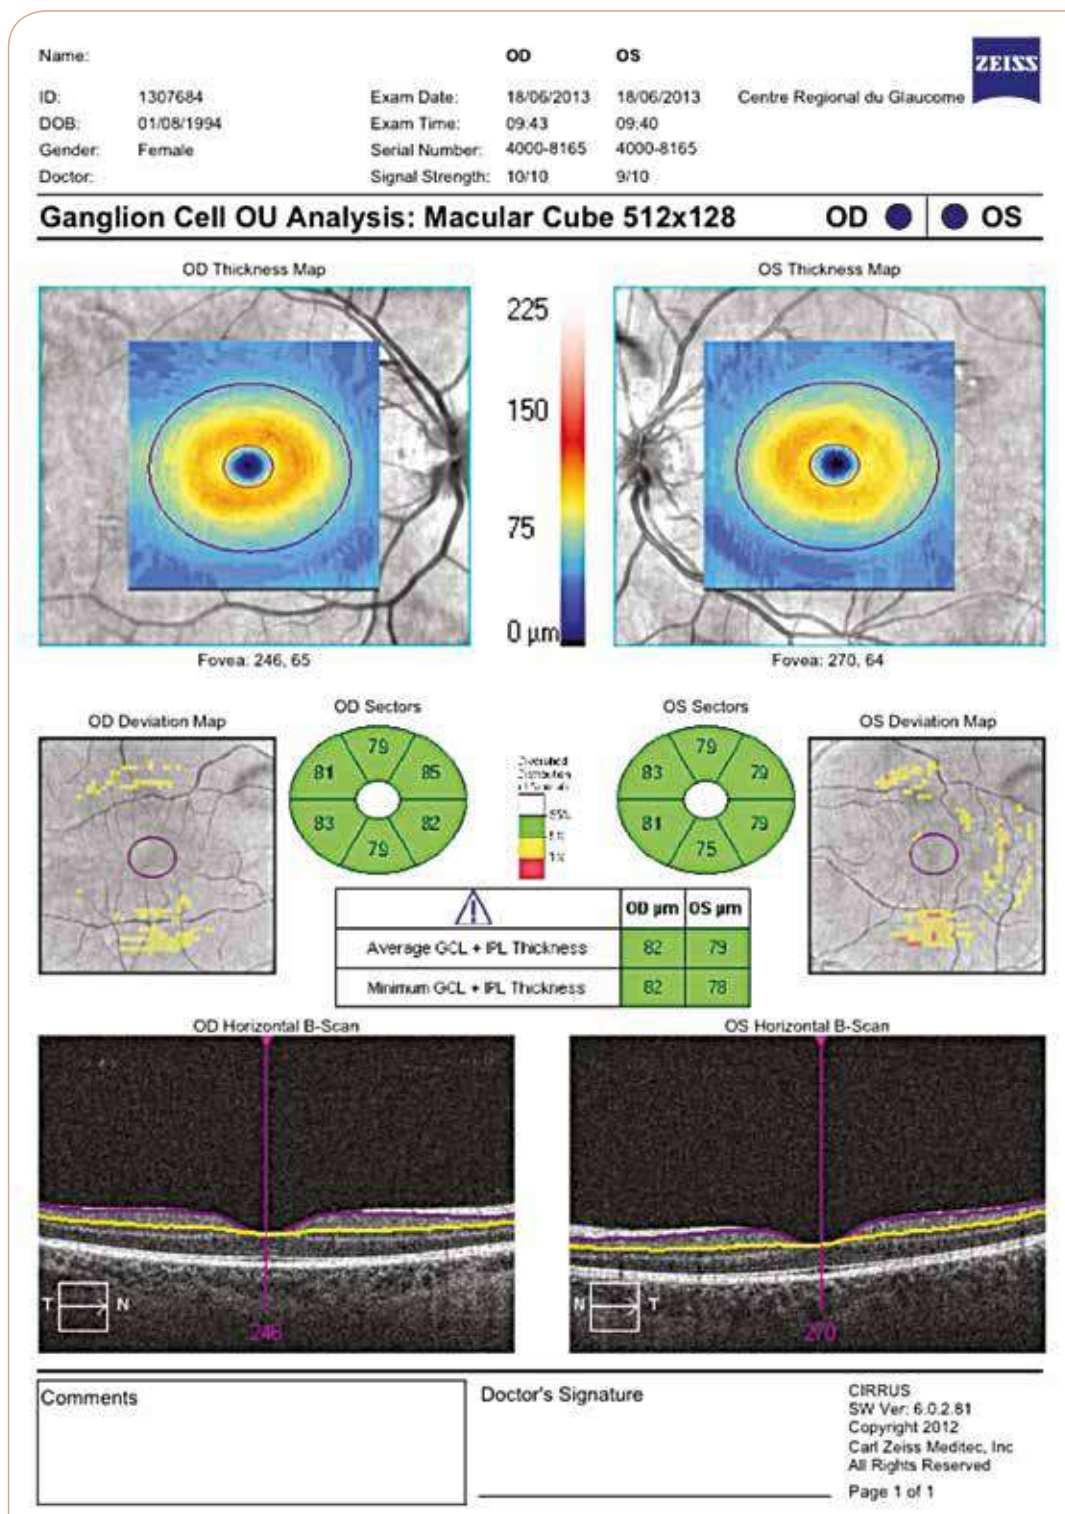 Name: OD OS
ZEISS
ID: 1307684 Exam Date: 18/06/2013 18/06/2013 Centre Regional du Glaucome
DOB: 01/08/1994 Exam Time: 09:43 09:40
Gender: Female Serial Number: 4000-8165 4000-8165
Doctor: Signal Strength: 10/10 9/10
Ganglion Cell OU Analysis: Macular Cube 512x128 OD OS
OD Thickness Map OS Thickness Map
225
150
75
0 µm
Fovea: 246, 65 Fovea: 270, 64
OD Deviation Map OD Sectors OS Sectors OS Deviation Map
79 79
81 85 83 79
83 82 81 79
79 75
Distribution
95%
5%
1%
OD µm OS µm
Average GCL + IPL Thickness 82 79
Minimum GCL + IPL Thickness 82 78
OD Horizontal B-Scan OS Horizontal B-Scan
T N N T
246 270
Comments Doctor's Signature
CIRRUS
SW Ver: 6.0.2.81
Copyright 2012
Carl Zeiss Meditec, Inc
All Rights Reserved
Page 1 of 1